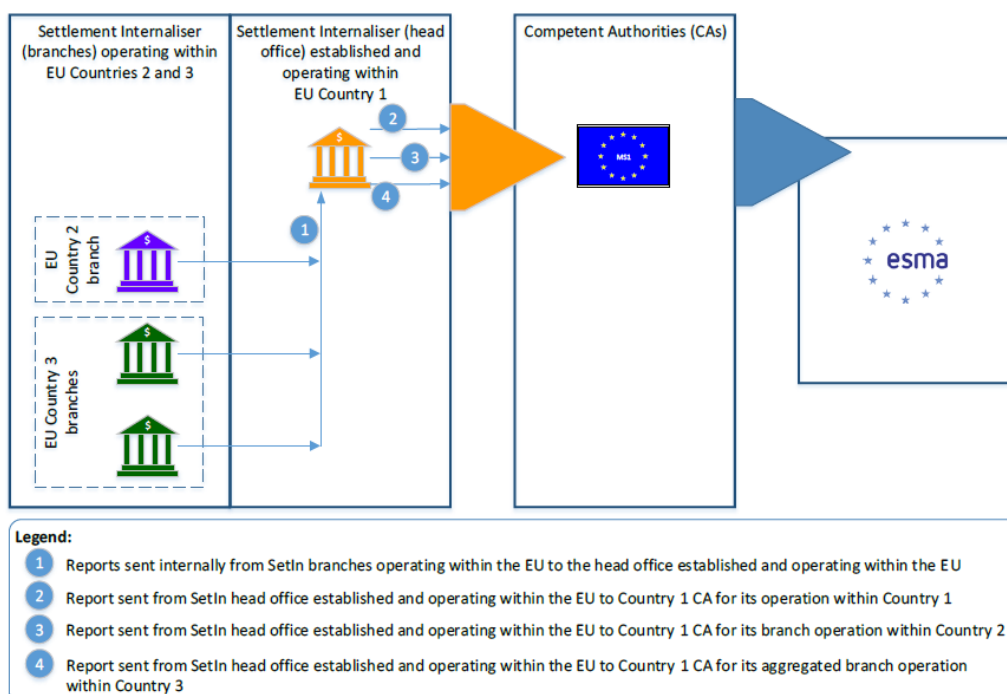 Settlement Internaliser
(branches) operating within
EU Countries 2 and 3
Settlement Internaliser (head
office) established and
operating within
EU Country 1
Competent Authorities (CAs)
2
$
3
4
MS1
1
EU
Country 2
branch
$
esma
EU Country 3
branches
$
$
Legend:
1 Reports sent internally from SetIn branches operating within the EU to the head office established and operating within the EU
2 Report sent from SetIn head office established and operating within the EU to Country 1 CA for its operation within Country 1
3 Report sent from SetIn head office established and operating within the EU to Country 1 CA for its branch operation within Country 2
4 Report sent from SetIn head office established and operating within the EU to Country 1 CA for its aggregated branch operation
within Country 3